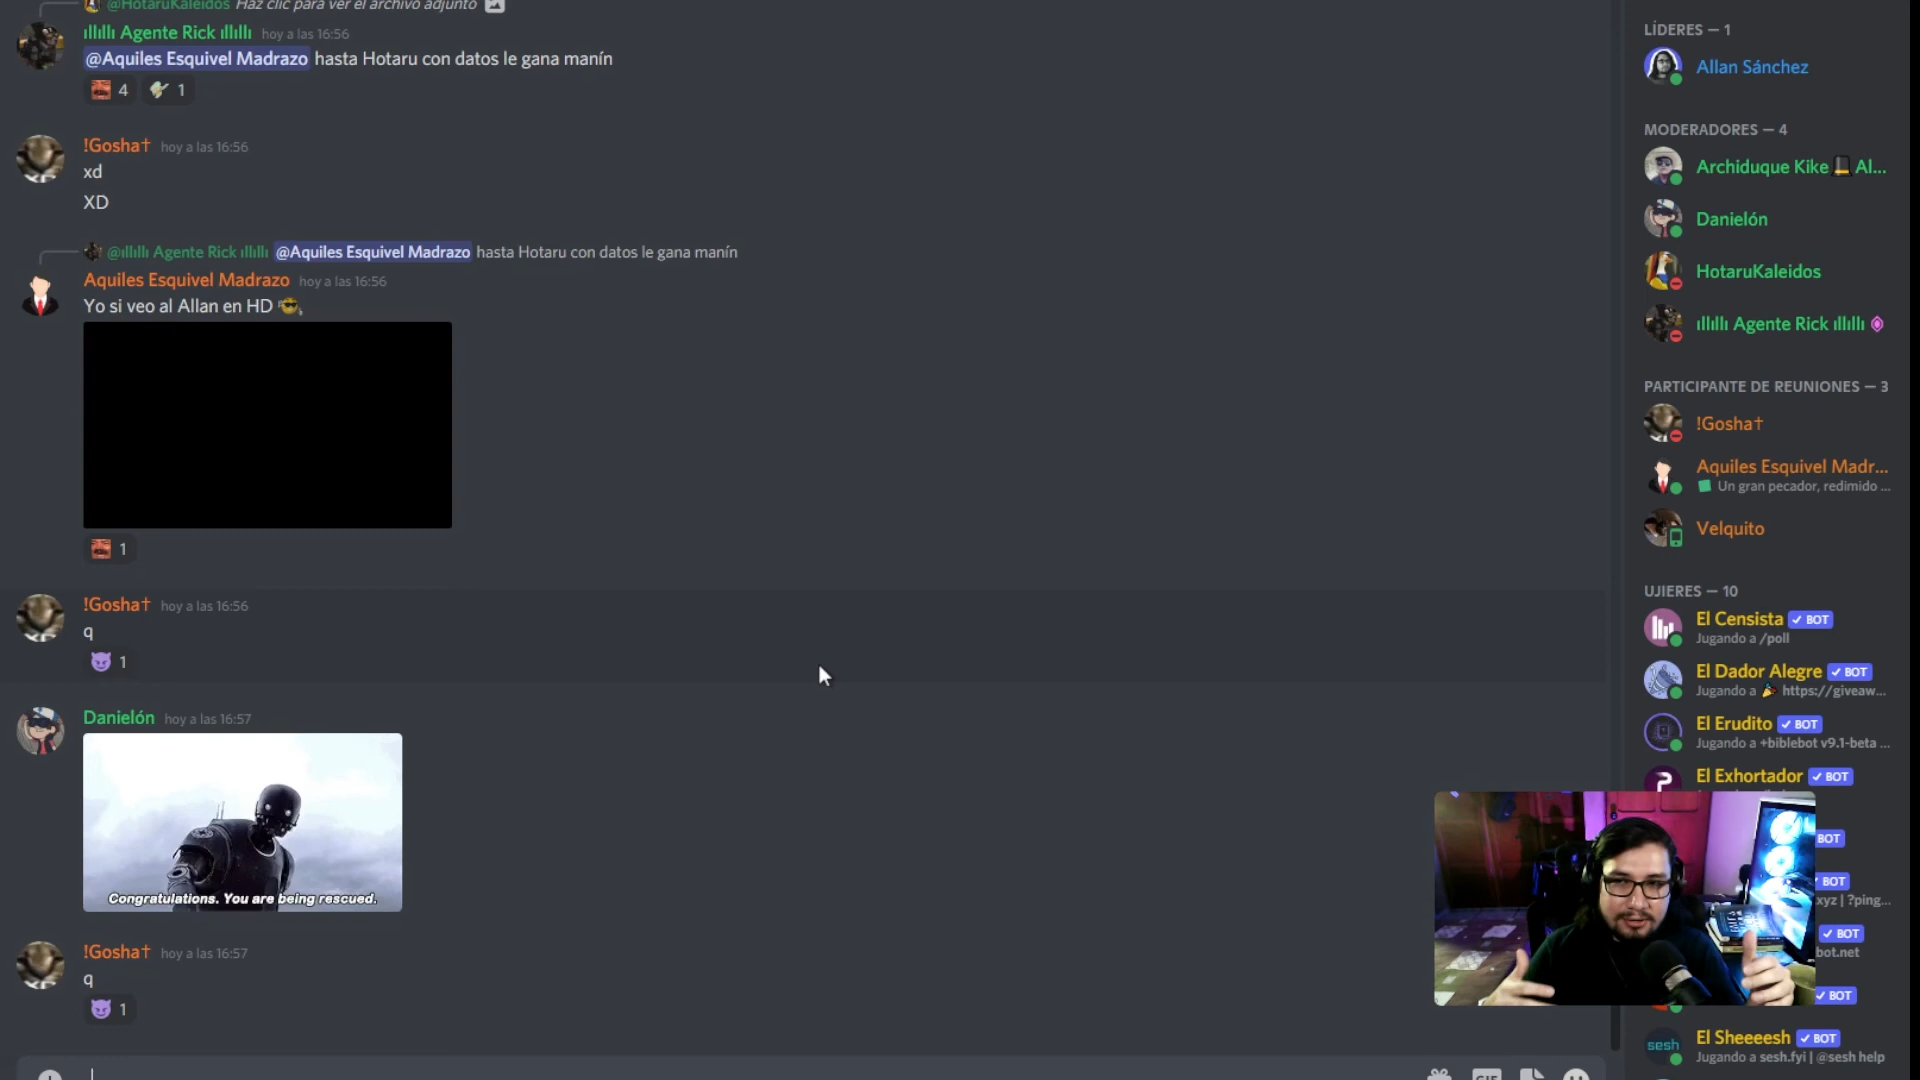 @HotaruKaleidos Haz clic para ver el archivo adjunto
ıllıllı Agente Rick ıllıllı hoy a las 16:56
@Aquiles Esquivel Madrazo hasta Hotaru con datos le gana manín
4 1
!Gosha† hoy a las 16:56
xd
XD
@ıllıllı Agente Rick ıllıllı @Aquiles Esquivel Madrazo hasta Hotaru con datos le gana manín
Aquiles Esquivel Madrazo hoy a las 16:56
Yo si veo al Allan en HD
1
!Gosha† hoy a las 16:56
q
1
Danielón hoy a las 16:57
Congratulations. You are being rescued.
!Gosha† hoy a las 16:57
q
1
GIF
LÍDERES — 1
Allan Sánchez
MODERADORES — 4
Archiduque Kike Al...
Danielón
HotaruKaleidos
ıllıllı Agente Rick ıllıllı
PARTICIPANTE DE REUNIONES — 3
!Gosha†
Aquiles Esquivel Madr...
Un gran pecador, redimido ...
Velquito
UJIERES — 10
El Censista ✓ BOT
Jugando a /poll
El Dador Alegre ✓ BOT
Jugando a 🎉 https://giveaw...
El Erudito ✓ BOT
Jugando a +biblebot v9.1-beta ...
El Exhortador ✓ BOT
BOT
BOT
xyz | ?ping...
✓ BOT
bot.net
✓ BOT
sesh
El Sheeeesh ✓ BOT
Jugando a sesh.fyi | @sesh help